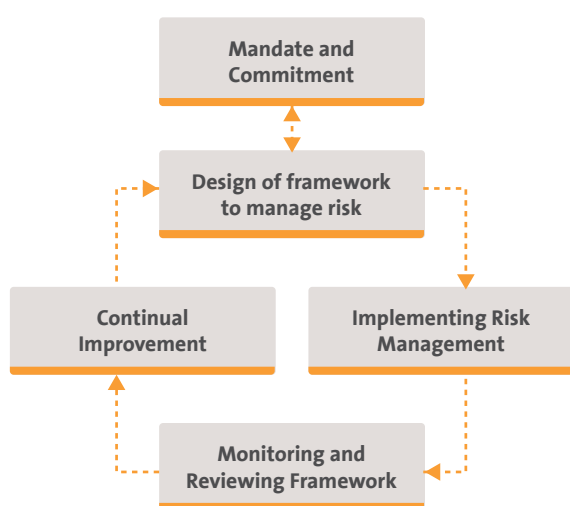 Mandate and
Commitment
Design of framework
to manage risk
Continual
Improvement
Implementing Risk
Management
Monitoring and
Reviewing Framework